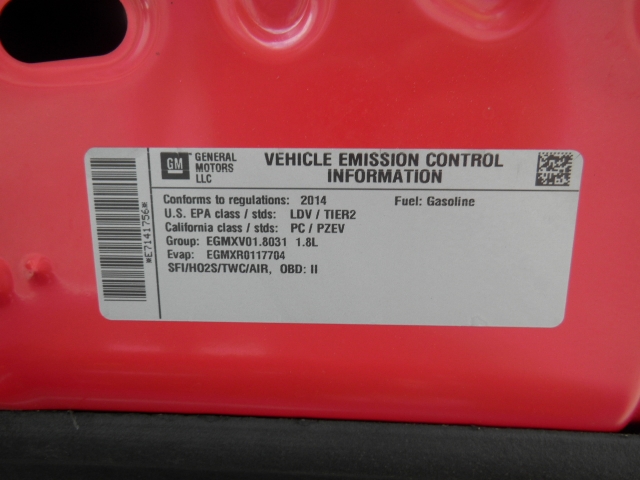 GM GENERAL MOTORS LLC
VEHICLE EMISSION CONTROL
INFORMATION
Conforms to regulations: 2014 Fuel: Gasoline
U.S. EPA class / stds: LDV / TIER2
California class / stds: PC / PZEV
Group: EGMXV01.8031 1.8L
Evap: EGMXR0117704
SFI/HO2S/TWC/AIR, OBD: II
*E7141756*